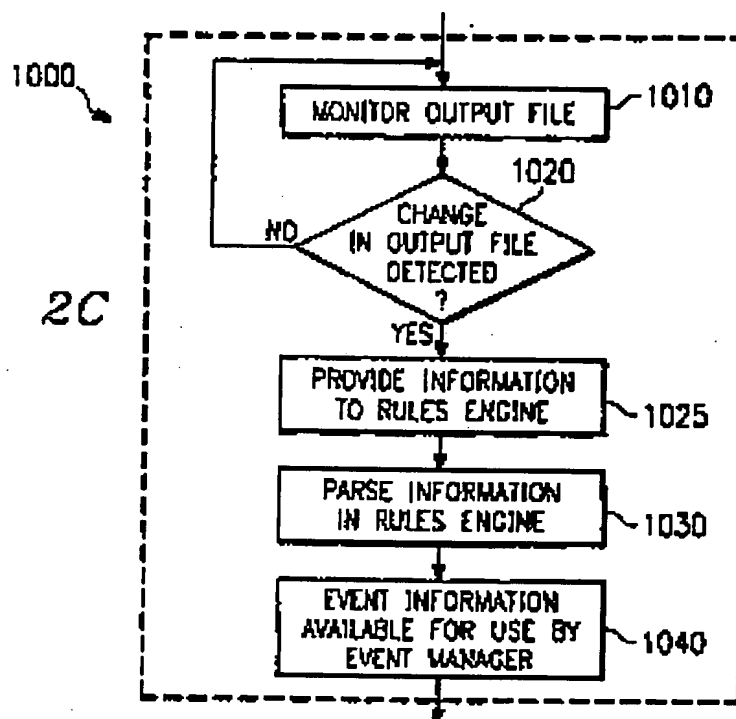 1000
MONITOR OUTPUT FILE
1010
1020
CHANGE
IN OUTPUT FILE
DETECTED
?
NO
2C
YES
PROVIDE INFORMATION
TO RULES ENGINE
1025
PARSE INFORMATION
IN RULES ENGINE
1030
EVENT INFORMATION
AVAILABLE FOR USE BY
EVENT MANAGER
1040